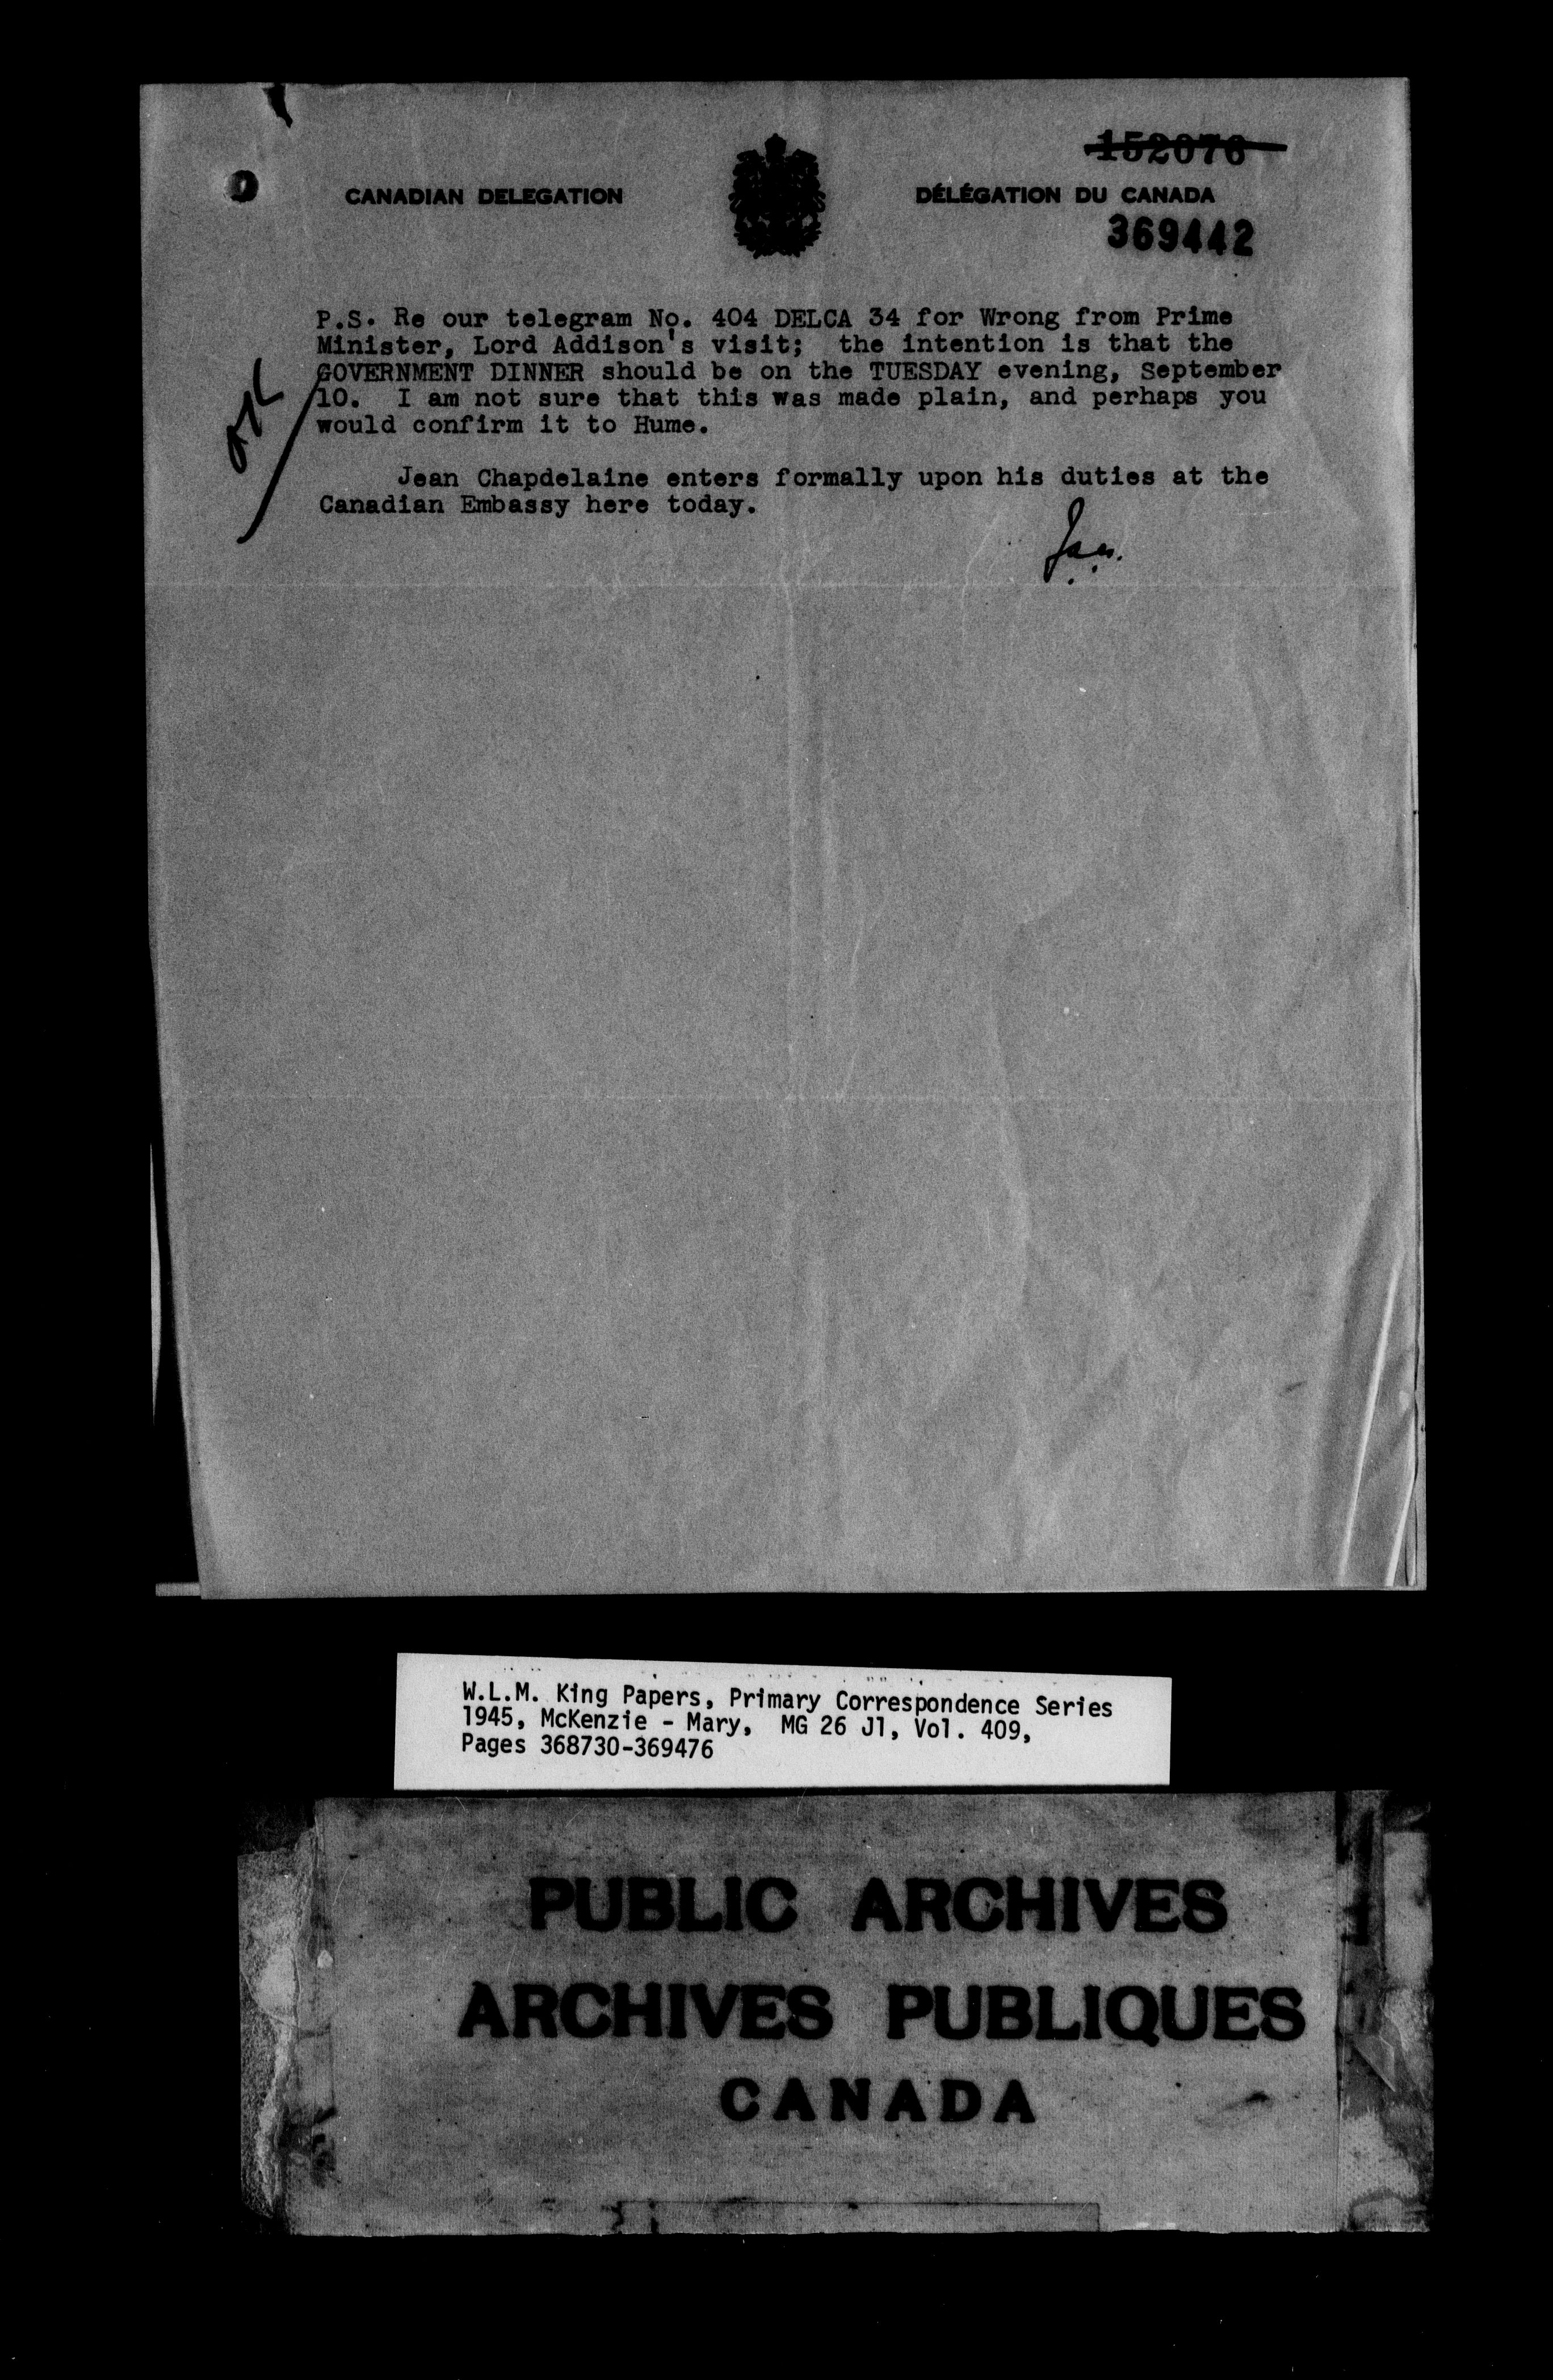 152076
CANADIAN DELEGATION
DÉLÉGATION DU CANADA
369442
P.S. Re our telegram No. 404 DELCA 34 for Wrong from Prime
Minister, Lord Addison's visit; the intention is that the
GOVERNMENT DINNER should be on the TUESDAY evening, September
10. I am not sure that this was made plain, and perhaps you
would confirm it to Hume.
Jean Chapdelaine enters formally upon his duties at the
Canadian Embassy here today.
W.L.M. King Papers, Primary Correspondence Series
1945, McKenzie - Mary, MG 26 J1, Vol. 409,
Pages 368730-369476
PUBLIC ARCHIVES
ARCHIVES PUBLIQUES
CANADA